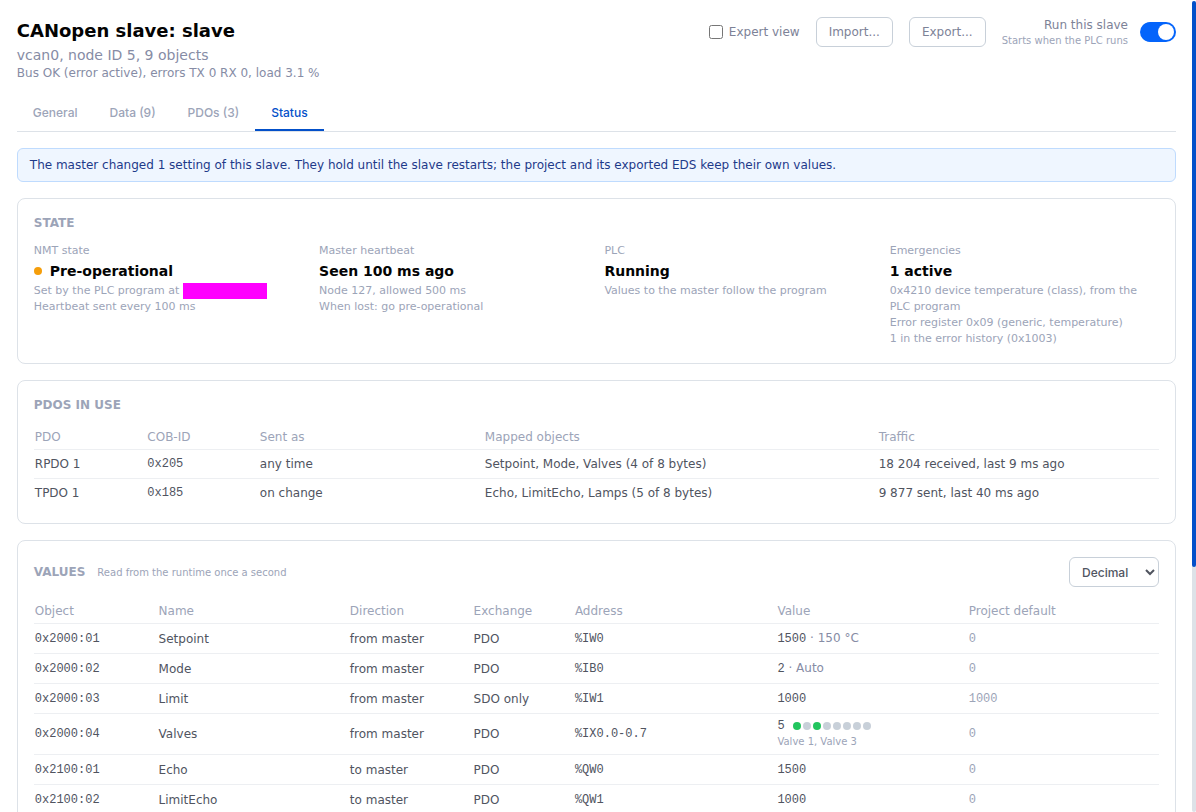 CANopen slave: slave
vcan0, node ID 5, 9 objects
Bus OK (error active), errors TX 0 RX 0, load 3.1 %
Expert view
Import...
Export...
Run this slave
Starts when the PLC runs
General
Data (9)
PDOs (3)
Status
The master changed 1 setting of this slave. They hold until the slave restarts; the project and its exported EDS keep their own values.
STATE
NMT state
Pre-operational
Set by the PLC program at
Heartbeat sent every 100 ms
Master heartbeat
Seen 100 ms ago
Node 127, allowed 500 ms
When lost: go pre-operational
PLC
Running
Values to the master follow the program
Emergencies
1 active
0x4210 device temperature (class), from the
PLC program
Error register 0x09 (generic, temperature)
1 in the error history (0x1003)
PDOS IN USE
PDO COB-ID Sent as Mapped objects Traffic
RPDO 1 0x205 any time Setpoint, Mode, Valves (4 of 8 bytes) 18 204 received, last 9 ms ago
TPDO 1 0x185 on change Echo, LimitEcho, Lamps (5 of 8 bytes) 9 877 sent, last 40 ms ago
VALUES Read from the runtime once a second
Decimal
Object Name Direction Exchange Address Value Project default
0x2000:01 Setpoint from master PDO %IW0 1500 · 150 °C 0
0x2000:02 Mode from master PDO %IB0 2 · Auto 0
0x2000:03 Limit from master SDO only %IW1 1000 1000
0x2000:04 Valves from master PDO %IX0.0-0.7 5 0
Valve 1, Valve 3
0x2100:01 Echo to master PDO %QW0 1500 0
0x2100:02 LimitEcho to master PDO %QW1 1000 0